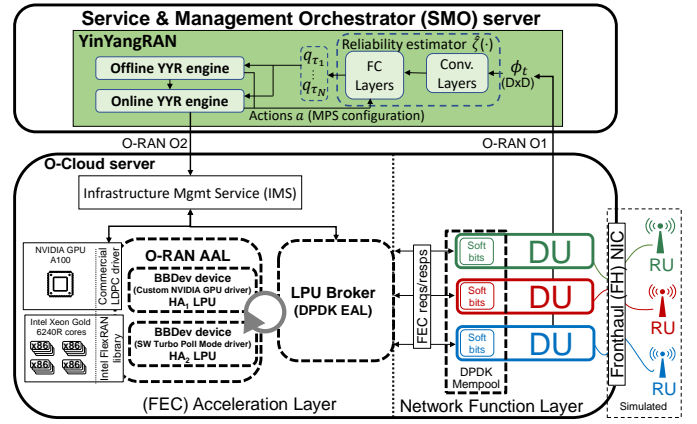 Service & Management Orchestrator (SMO) server
YinYangRAN
Reliability estimator ζ̂(·)
Offline YYR engine
Online YYR engine
q_{τ_1}
⋮
q_{τ_N}
FC
Layers
Conv.
Layers
ϕ_t
(DxD)
Actions a (MPS configuration)
O-RAN O2
O-RAN O1
O-Cloud server
Infrastructure Mgmt Service (IMS)
NVIDIA GPU
A100
Commercial
LDPC driver
Intel Xeon Gold
6240R cores
x86
x86
x86
x86
Intel FlexRAN
library
O-RAN AAL
BBDev device
(Custom NVIDIA GPU driver)
HA₁ LPU
BBDev device
(SW Turbo Poll Mode driver)
HA₂ LPU
LPU Broker
(DPDK EAL)
FEC reqs/resps
Soft
bits
DU
Soft
bits
DU
Soft
bits
DU
DPDK
Mempool
Fronthaul (FH) NIC
RU
RU
RU
Simulated
(FEC) Acceleration Layer
Network Function Layer